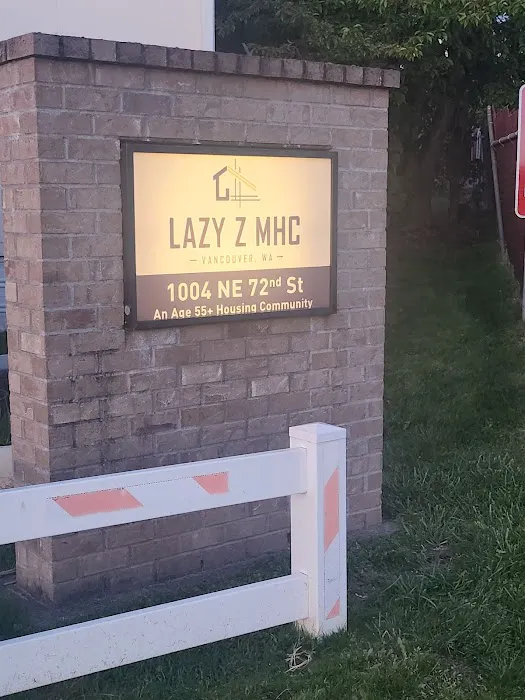 LAZY Z MHC
— VANCOUVER, WA —
1004 NE 72nd St
An Age 55+ Housing Community